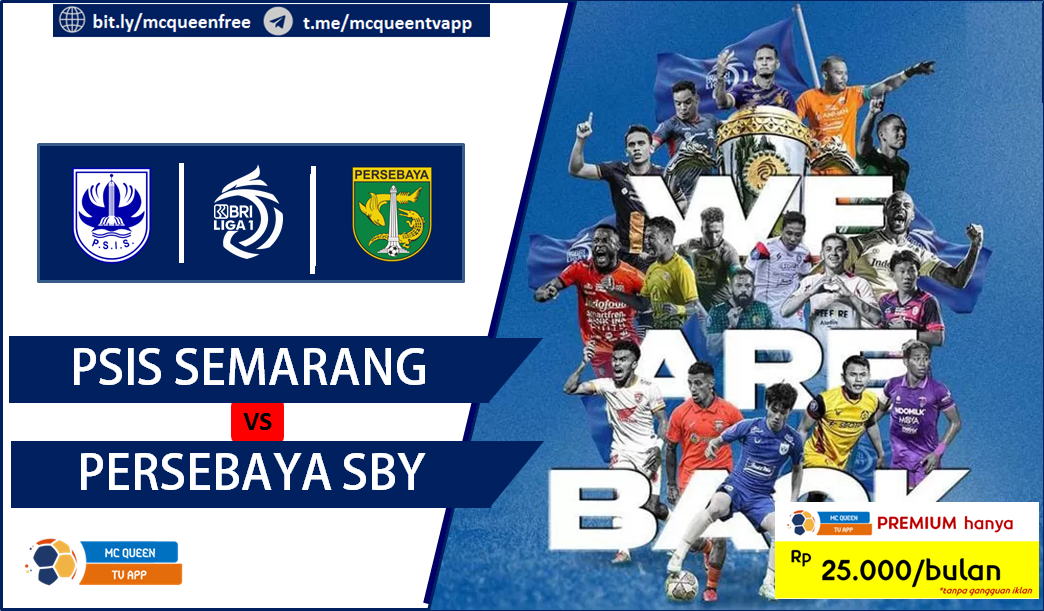 bit.ly/mcqueenfree
t.me/mcqueentvapp
P.S.I.S.
BRI
LIGA 1
PERSEBAYA
PSIS SEMARANG
VS
PERSEBAYA SBY
MC QUEEN
TV APP
WE
ARE
BACK
MC QUEEN
TV APP
PREMIUM hanya
Rp 25.000/bulan
*tanpa gangguan iklan